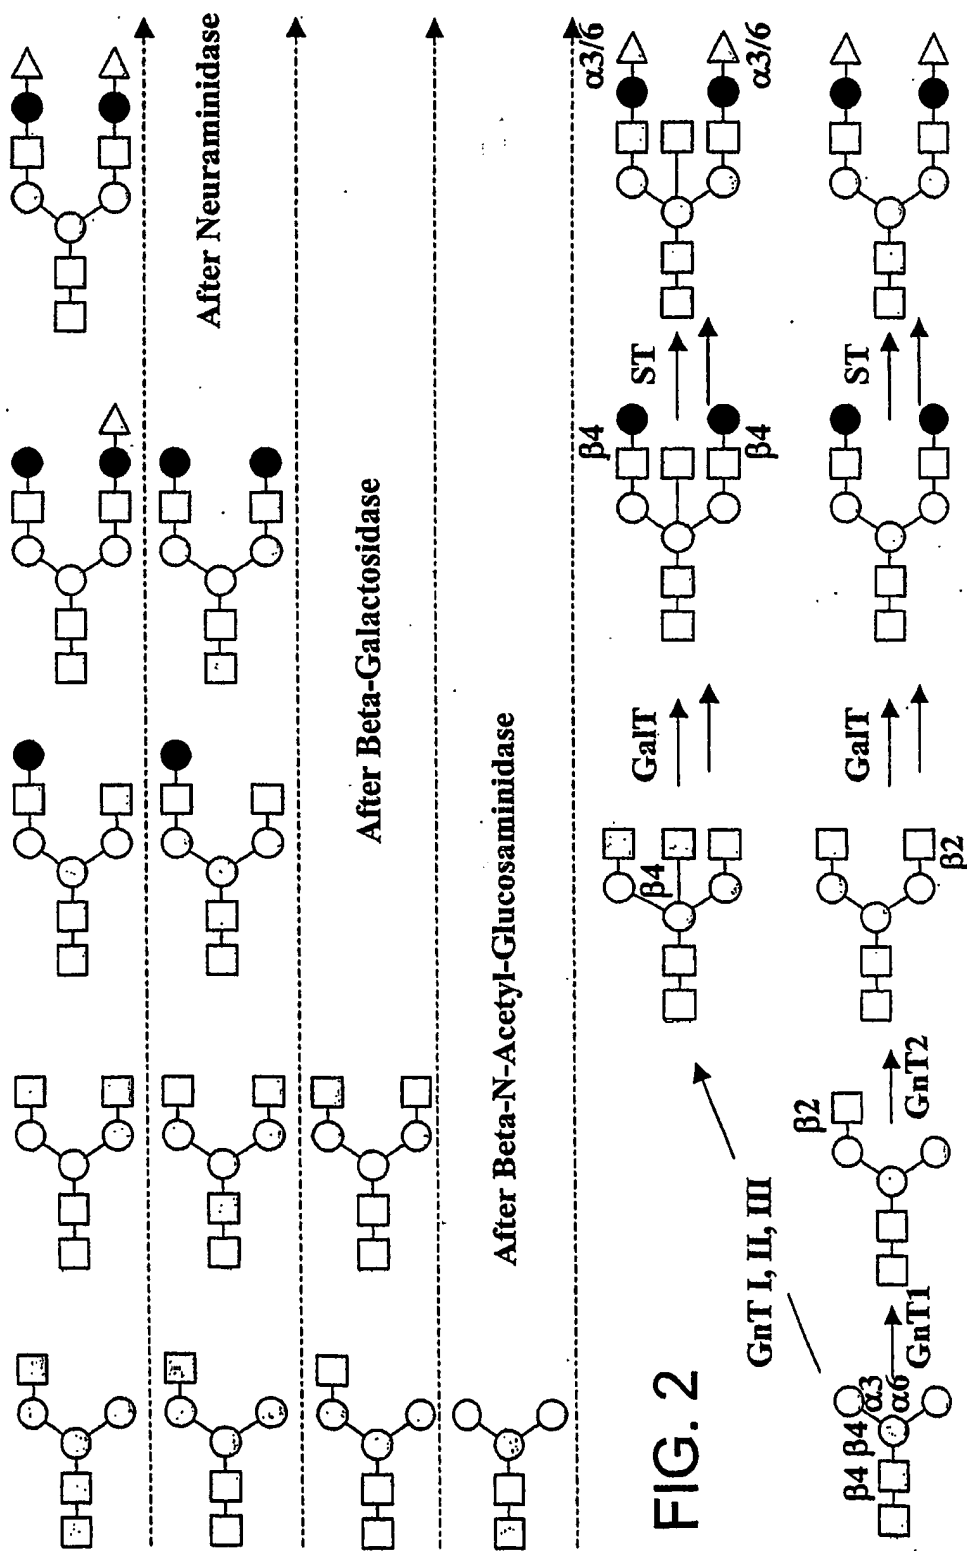 After Neuraminidase
After Beta-Galactosidase
After Beta-N-Acetyl-Glucosaminidase
GnT I, II, III
β4
GalT
β4
β4
ST
α3/6
α3/6
FIG. 2
β4 β4 α3
α6
GnT1
β2
GnT2
β2
GalT
ST